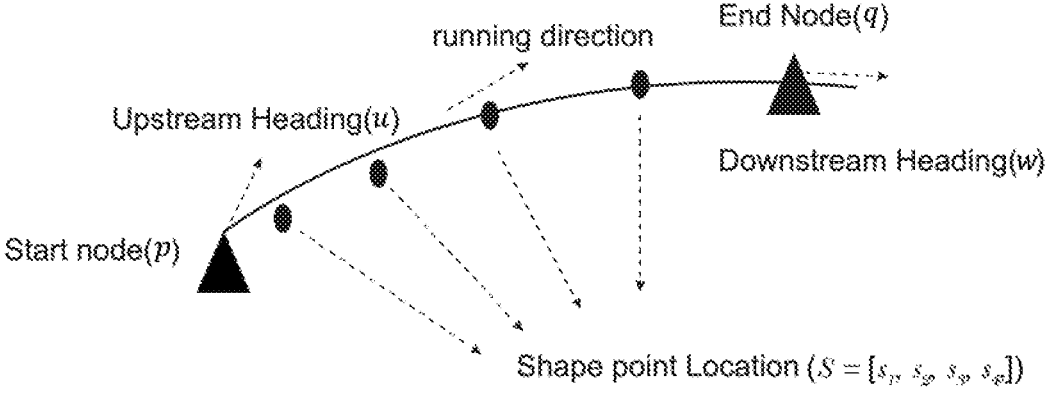 End Node(q)
running direction
Upstream Heading(u)
Downstream Heading(w)
Start node(p)
Shape point Location (S = [s₁, s₂, s₃, s₄])